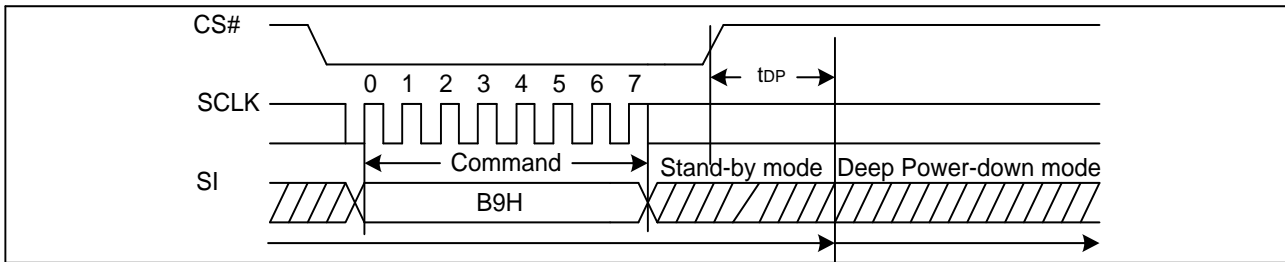 CS#
tDP
0 1 2 3 4 5 6 7
SCLK
Command
Stand-by mode Deep Power-down mode
SI
B9H